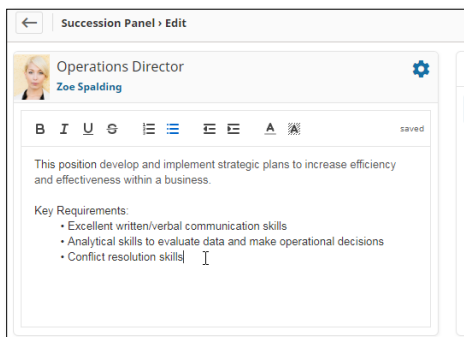 Succession Panel › Edit
Operations Director
Zoe Spalding
B I U S A A saved
This position develop and implement strategic plans to increase efficiency
and effectiveness within a business.
Key Requirements:
• Excellent written/verbal communication skills
• Analytical skills to evaluate data and make operational decisions
• Conflict resolution skills